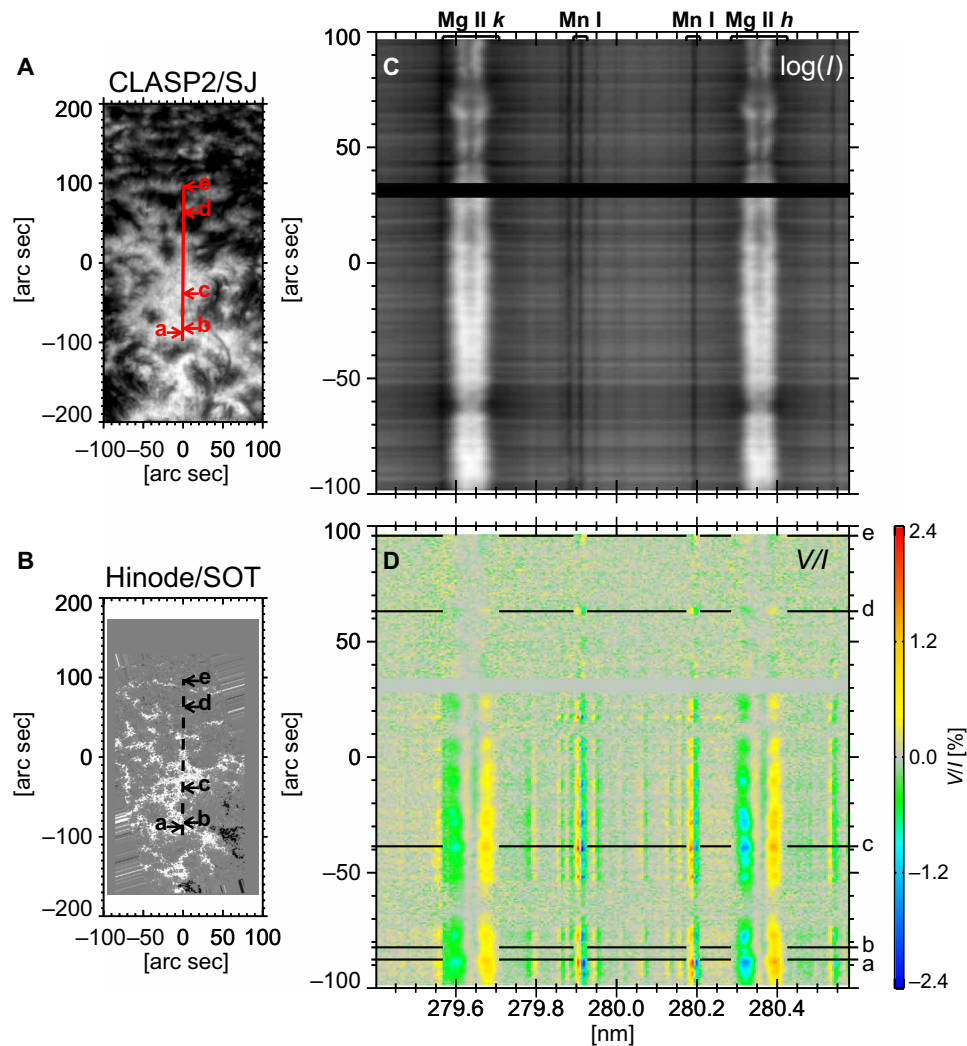 Mg II k Mn I Mn I Mg II h
A
CLASP2/SJ
200
100
0
–100
–200
[arc sec]
e
d
c
b
a
–100 –50 0 50 100
[arc sec]
C
log(I)
100
50
0
–50
–100
[arc sec]
B
Hinode/SOT
200
100
0
–100
–200
[arc sec]
e
d
c
b
a
–100 –50 0 50 100
[arc sec]
D
V/I
100
50
0
–50
–100
[arc sec]
e
d
c
b
a
279.6 279.8 280.0 280.2 280.4
[nm]
2.4
1.2
0.0
–1.2
–2.4
V/I [%]